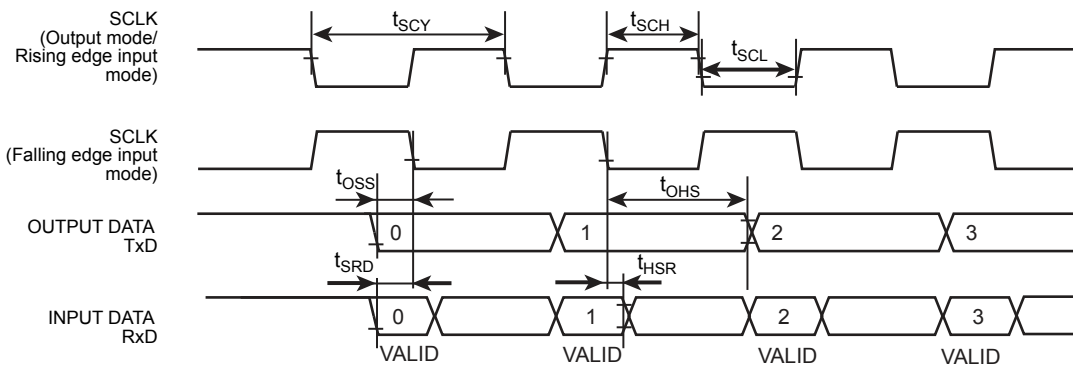 SCLK
(Output mode/
Rising edge input
mode)
tSCY
tSCH
tSCL
SCLK
(Falling edge input
mode)
tOSS
tOHS
OUTPUT DATA
TxD
0
1
2
3
tSRD
tHSR
INPUT DATA
RxD
0
1
2
3
VALID
VALID
VALID
VALID